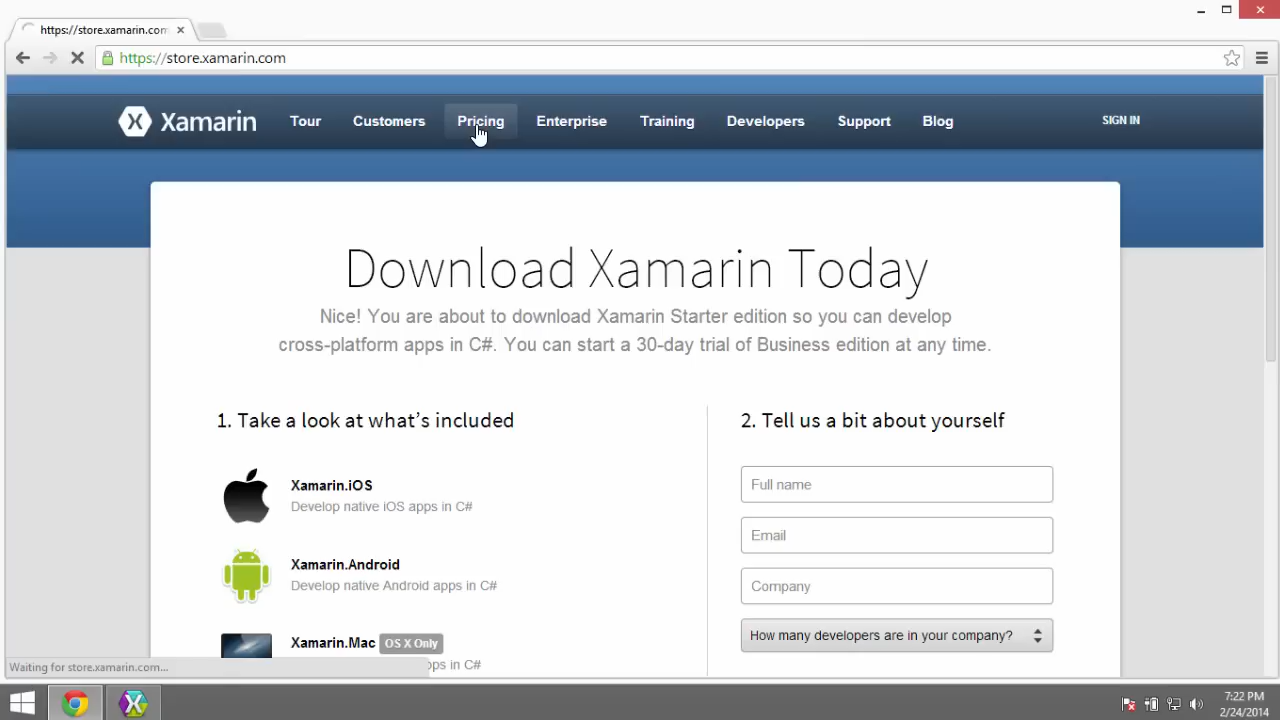 https://store.xamarin.com
https://store.xamarin.com
Xamarin Tour Customers Pricing Enterprise Training Developers Support Blog SIGN IN
Download Xamarin Today
Nice! You are about to download Xamarin Starter edition so you can develop
cross-platform apps in C#. You can start a 30-day trial of Business edition at any time.
1. Take a look at what's included
Xamarin.iOS
Develop native iOS apps in C#
Xamarin.Android
Develop native Android apps in C#
Xamarin.Mac OS X Only
apps in C#
2. Tell us a bit about yourself
Full name
Email
Company
How many developers are in your company?
Waiting for store.xamarin.com...
7:22 PM
2/24/2014